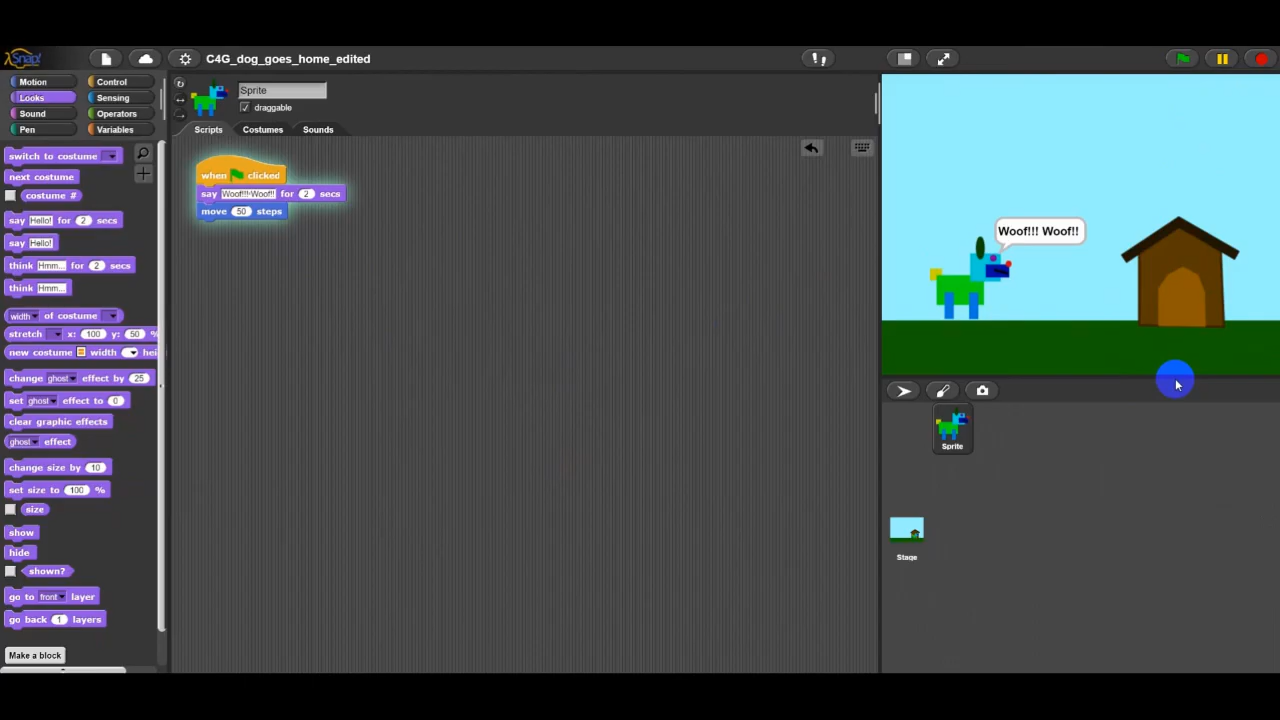 Snap!
C4G_dog_goes_home_edited
Motion Control
Looks Sensing
Sound Operators
Pen Variables
Sprite
draggable
Scripts Costumes Sounds
switch to costume
next costume
costume #
say Hello! for 2 secs
say Hello!
think Hmm... for 2 secs
think Hmm...
width of costume
stretch x: 100 y: 50 %
new costume width hei
change ghost effect by 25
set ghost effect to 0
clear graphic effects
ghost effect
change size by 10
set size to 100 %
size
show
hide
shown?
go to front layer
go back 1 layers
Make a block
when clicked
say Woof!!! Woof!! for 2 secs
move 50 steps
Woof!!! Woof!!
Sprite
Stage